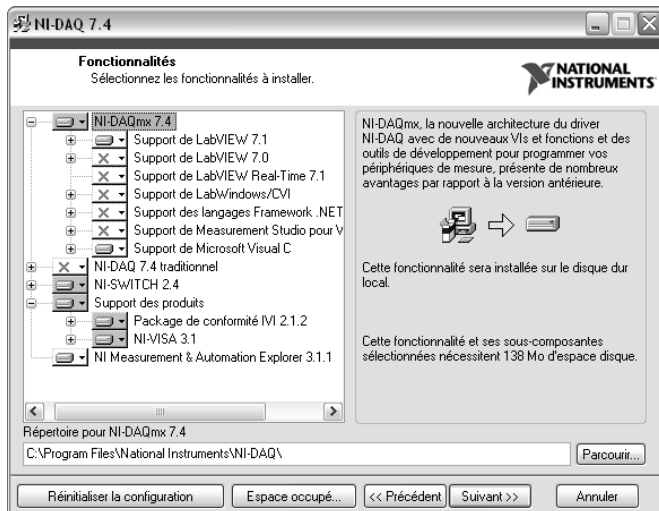 NI-DAQ 7.4
Fonctionnalités
Sélectionnez les fonctionnalités à installer.
NATIONAL
INSTRUMENTS
NI-DAQmx 7.4
Support de LabVIEW 7.1
Support de LabVIEW 7.0
Support de LabVIEW Real-Time 7.1
Support de LabWindows/CVI
Support des langages Framework .NET
Support de Measurement Studio pour V
Support de Microsoft Visual C
NI-DAQ 7.4 traditionnel
NI-SWITCH 2.4
Support des produits
Package de conformité IVI 2.1.2
NI-VISA 3.1
NI Measurement & Automation Explorer 3.1.1
NI-DAQmx, la nouvelle architecture du driver
NI-DAQ avec de nouveaux VIs et fonctions et des
outils de développement pour programmer vos
périphériques de mesure, présente de nombreux
avantages par rapport à la version antérieure.
Cette fonctionnalité sera installée sur le disque dur
local.
Cette fonctionnalité et ses sous-composantes
sélectionnées nécessitent 138 Mo d'espace disque.
Répertoire pour NI-DAQmx 7.4
C:\Program Files\National Instruments\NI-DAQ\
Parcourir...
Réinitialiser la configuration
Espace occupé...
<< Précédent
Suivant >>
Annuler